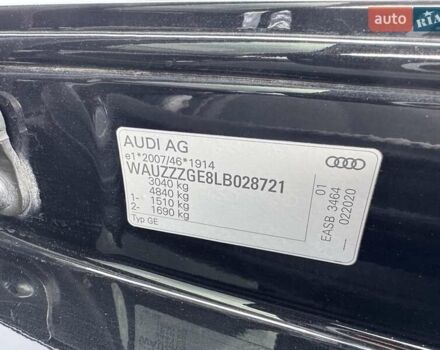 auto RIA
AUDI AG
e1*2007/46*1914
WAUZZZGE8LB028721
3040 kg
4840 kg
1- 1510 kg
2- 1690 kg
Typ GE
EASB 3464 01
022020